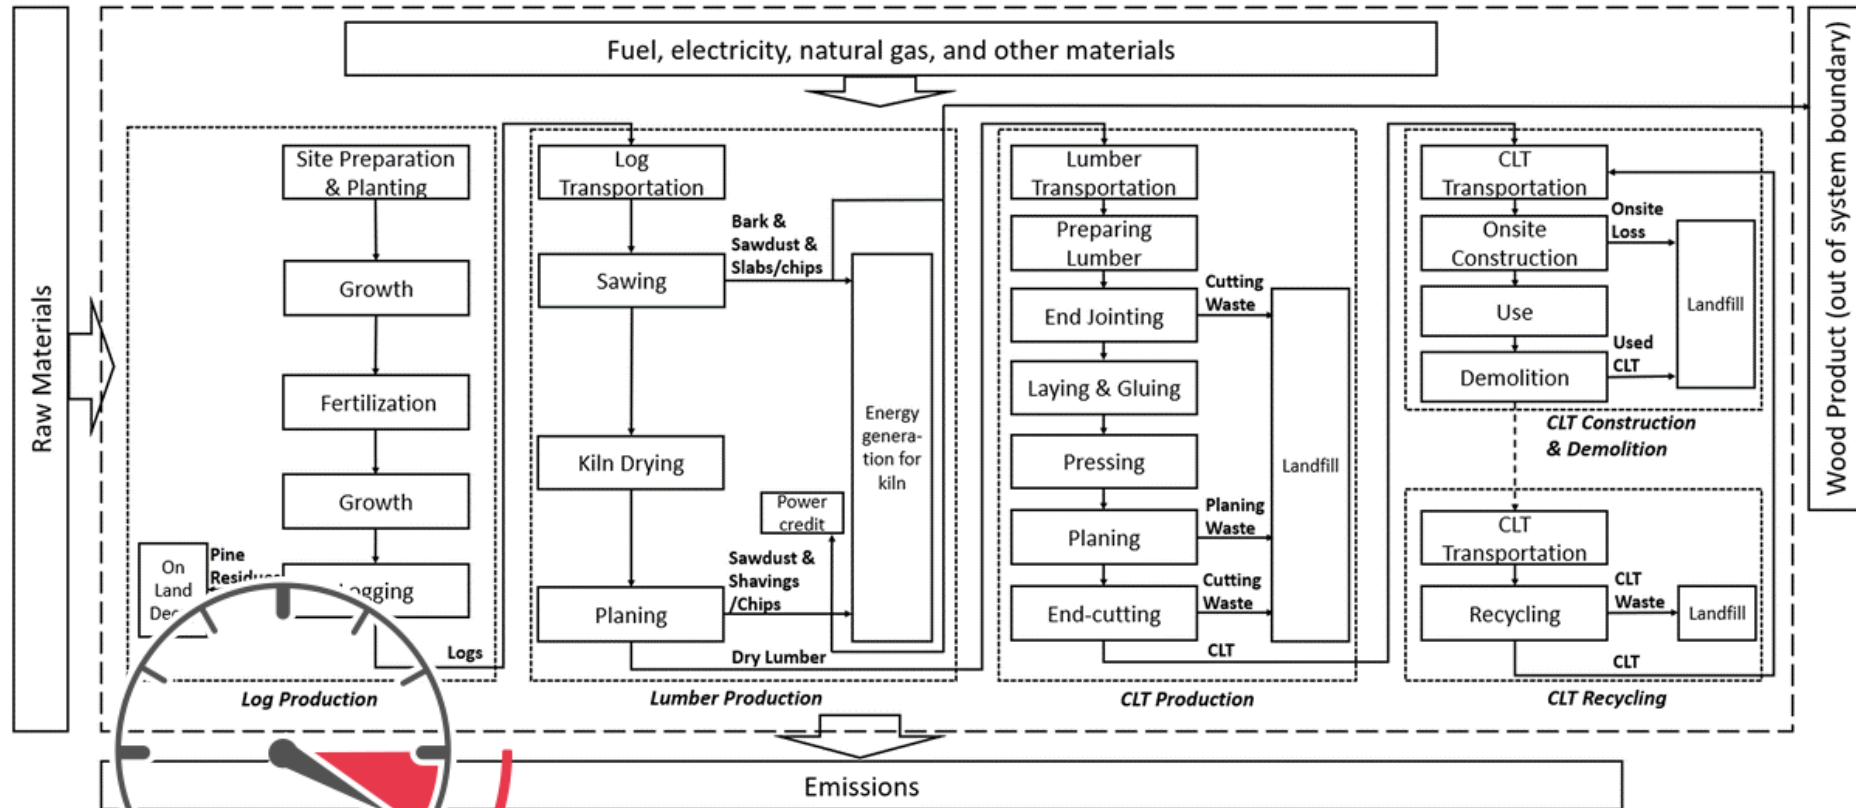 Fuel, electricity, natural gas, and other materials
Raw Materials
Wood Product (out of system boundary)
Site Preparation
& Planting
Growth
Fertilization
Growth
Pine
On
Land
Logs
Log Production
Log
Transportation
Sawing
Bark &
Sawdust &
Slabs/chips
Kiln Drying
Energy
genera-
tion for
kiln
Power
credit
Sawdust &
Shavings
/Chips
Planing
Dry Lumber
Lumber Production
Lumber
Transportation
Preparing
Lumber
End Jointing
Cutting
Waste
Laying & Gluing
Pressing
Landfill
Planing
Planing
Waste
End-cutting
Cutting
Waste
CLT
CLT Production
CLT
Transportation
Onsite
Loss
Onsite
Construction
Use
Landfill
Used
CLT
Demolition
CLT Construction
& Demolition
CLT
Transportation
Recycling
CLT
Waste
Landfill
CLT
CLT Recycling
Emissions